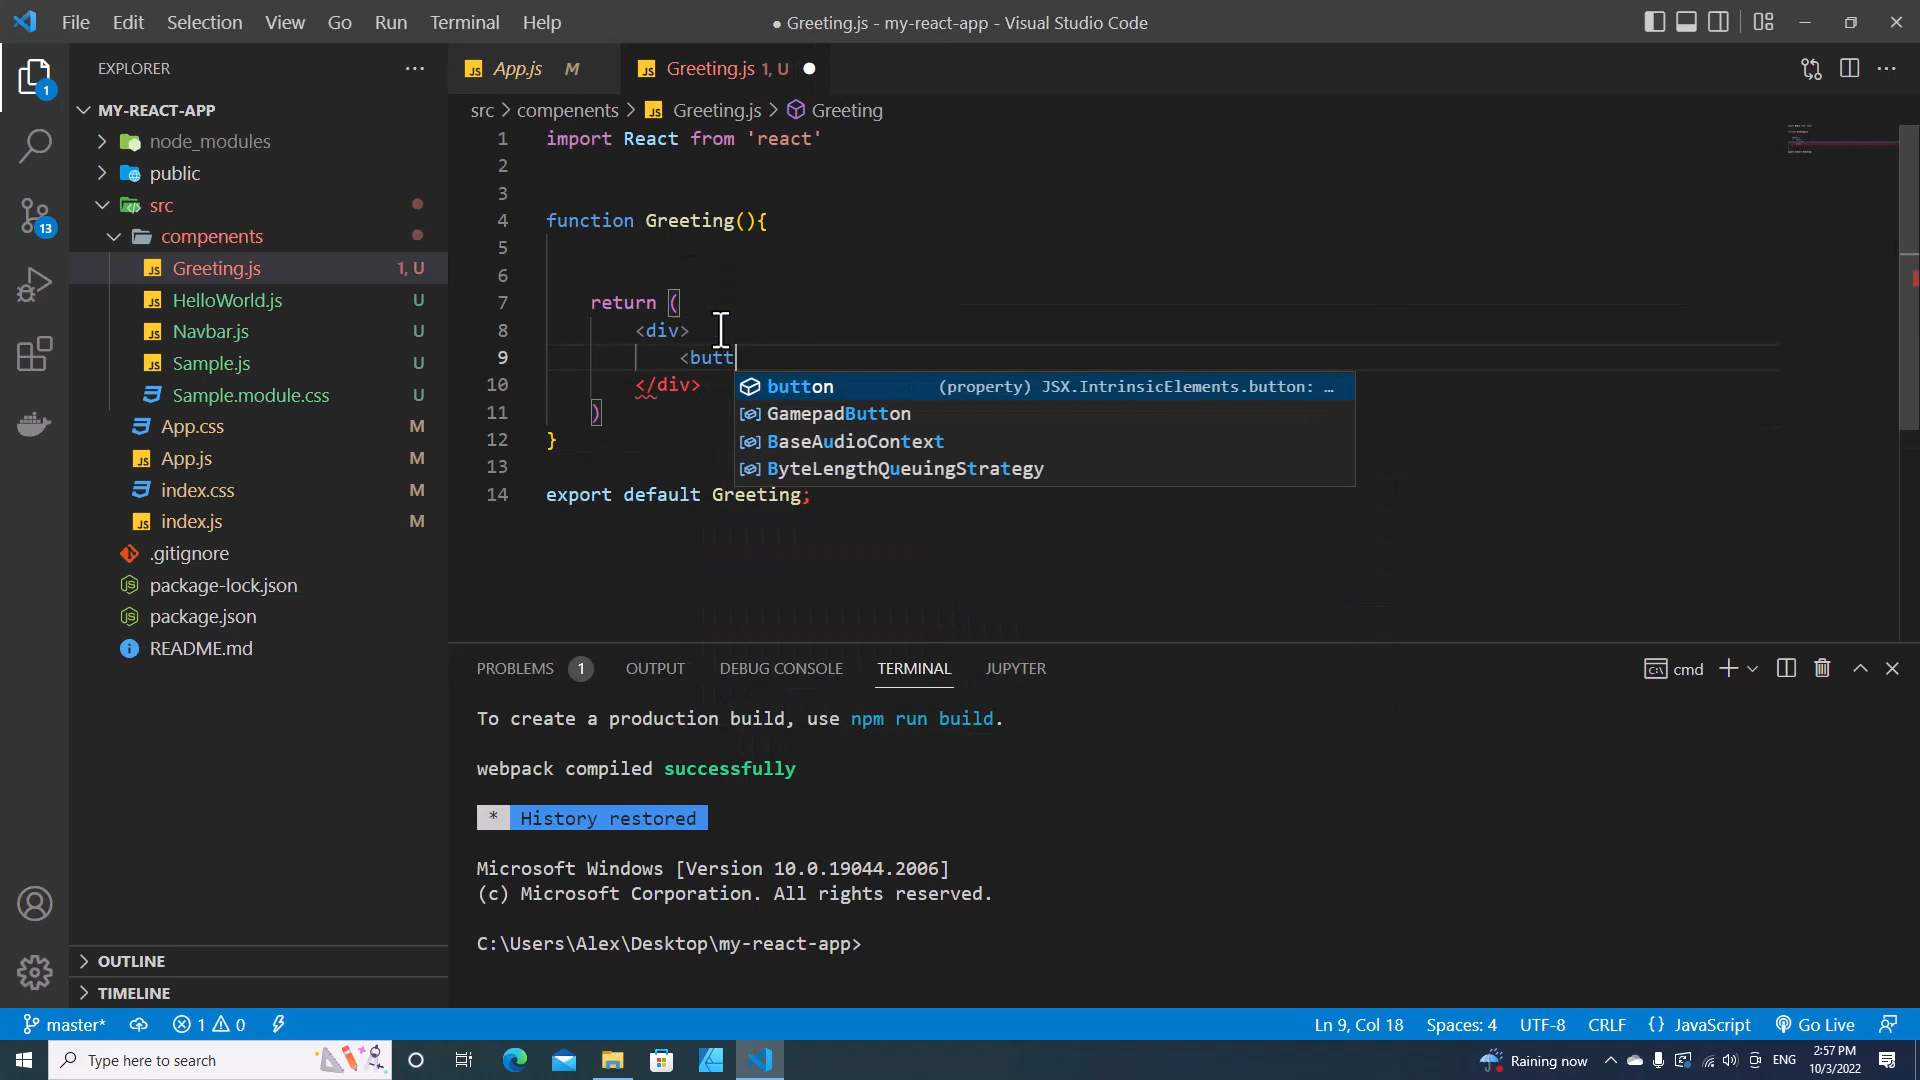 File Edit Selection View Go Run Terminal Help
● Greeting.js - my-react-app - Visual Studio Code
EXPLORER
1
MY-REACT-APP
node_modules
public
src
compenents
Greeting.js 1, U
HelloWorld.js U
Navbar.js U
Sample.js U
Sample.module.css U
App.css M
App.js M
index.css M
index.js M
.gitignore
package-lock.json
package.json
README.md
13
OUTLINE
TIMELINE
App.js M
Greeting.js 1, U
src > compenents > Greeting.js > Greeting
1 import React from 'react'
2
3
4 function Greeting(){
5
6
7 return (
8 <div>
9 <butt
10 </div>
11 )
12 }
13
14 export default Greeting;
button (property) JSX.IntrinsicElements.button: …
GamepadButton
BaseAudioContext
ByteLengthQueuingStrategy
PROBLEMS 1 OUTPUT DEBUG CONSOLE TERMINAL JUPYTER
cmd
To create a production build, use npm run build.
webpack compiled successfully
* History restored
Microsoft Windows [Version 10.0.19044.2006]
(c) Microsoft Corporation. All rights reserved.
C:\Users\Alex\Desktop\my-react-app>
master* 1 0 Ln 9, Col 18 Spaces: 4 UTF-8 CRLF {} JavaScript Go Live
Type here to search
Raining now
ENG
2:57 PM
10/3/2022